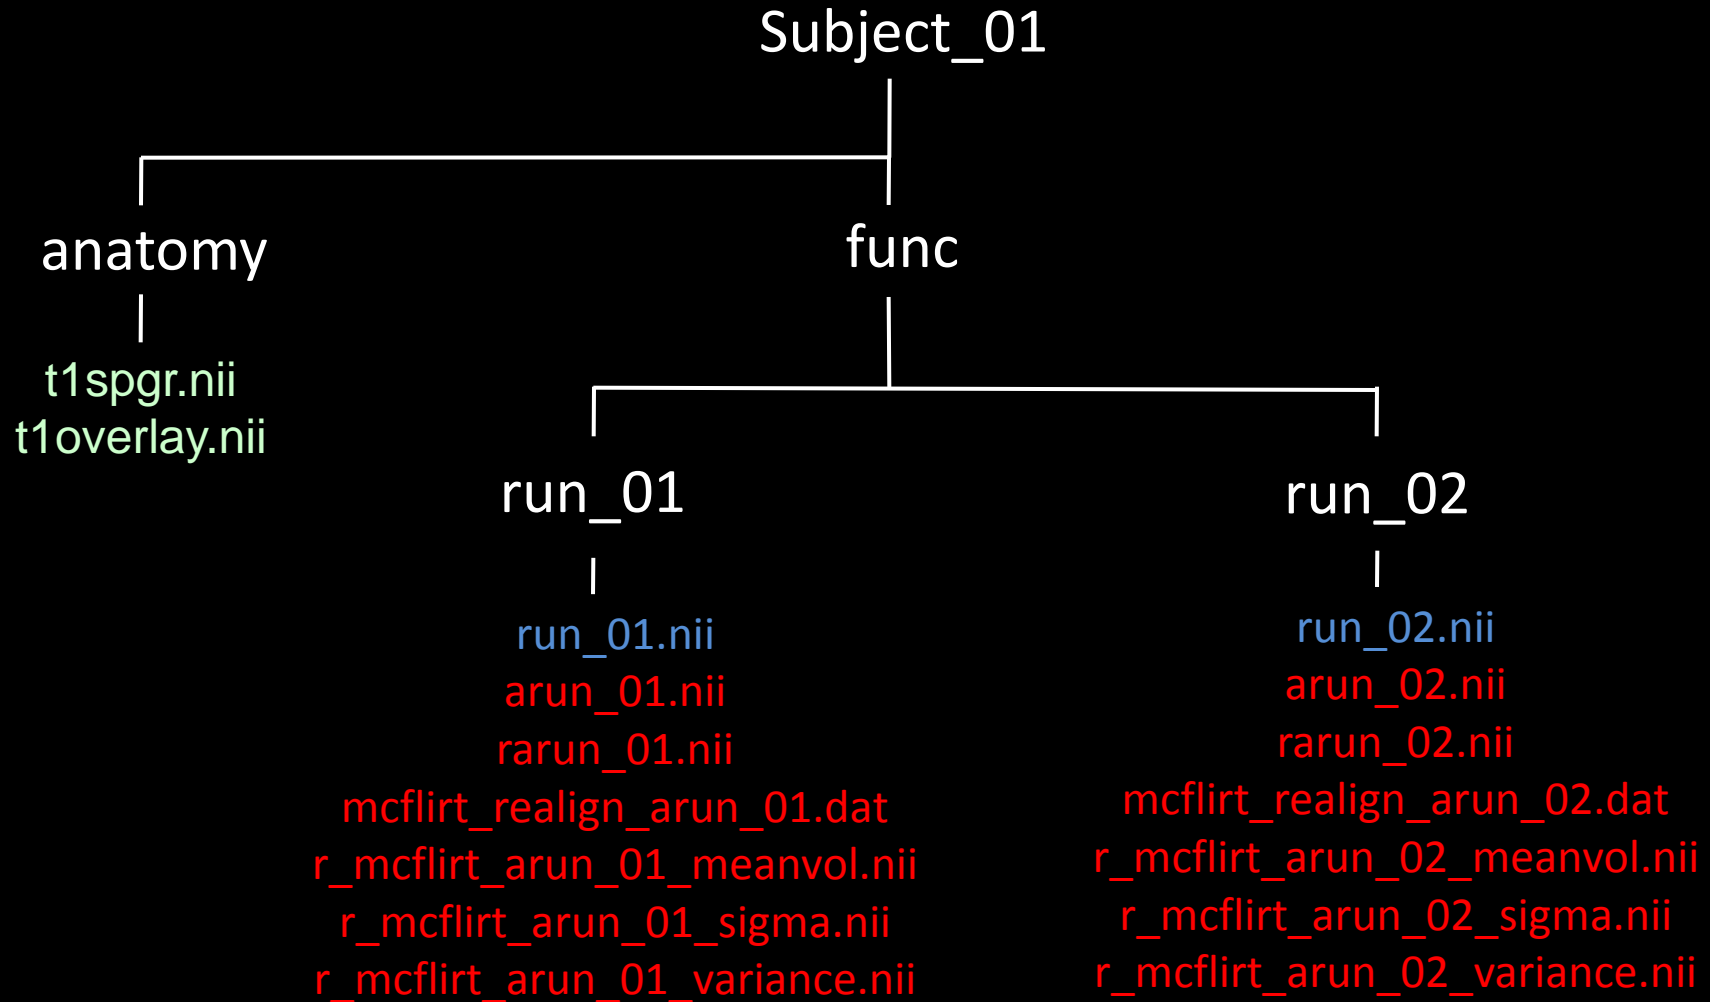 Subject_01
anatomy
func
t1spgr.nii
t1overlay.nii
run_01
run_02
run_01.nii
arun_01.nii
rarun_01.nii
mcflirt_realign_arun_01.dat
r_mcflirt_arun_01_meanvol.nii
r_mcflirt_arun_01_sigma.nii
r_mcflirt_arun_01_variance.nii
run_02.nii
arun_02.nii
rarun_02.nii
mcflirt_realign_arun_02.dat
r_mcflirt_arun_02_meanvol.nii
r_mcflirt_arun_02_sigma.nii
r_mcflirt_arun_02_variance.nii